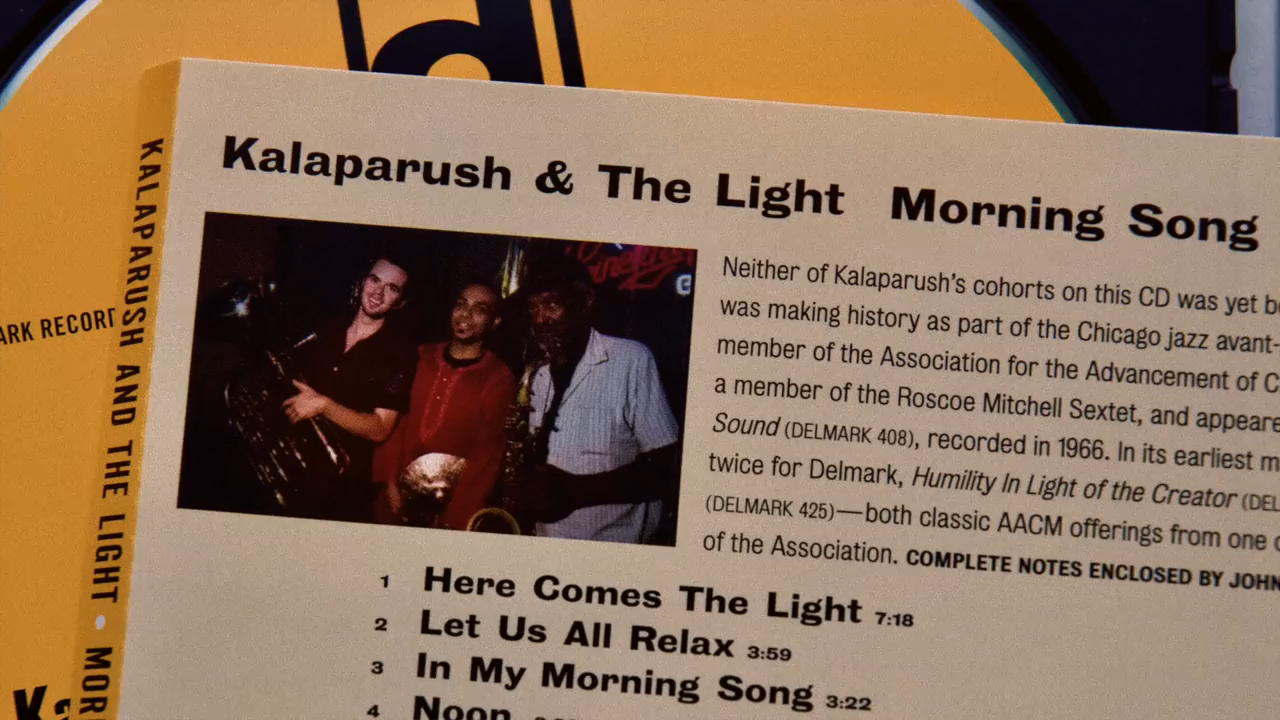 d
Kalaparush & The Light Morning Song
KALAPARUSH AND THE LIGHT • MOR
ARK RECOR
Neither of Kalaparush's cohorts on this CD was yet
was making history as part of the Chicago jazz avant-
member of the Association for the Advancement of C
a member of the Roscoe Mitchell Sextet, and appeare
Sound (DELMARK 408), recorded in 1966. In its earliest m
twice for Delmark, Humility In Light of the Creator (DEL
(DELMARK 425)—both classic AACM offerings from one
of the Association. COMPLETE NOTES ENCLOSED BY JOHN
1 Here Comes The Light 7:18
2 Let Us All Relax 3:59
3 In My Morning Song 3:22
4 Noon